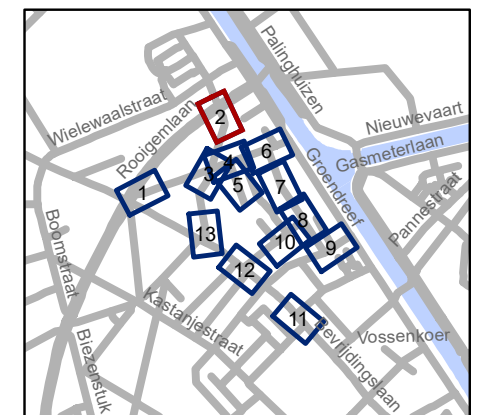 Palinghuizen
Wielewaalstraat
Rooigemlaan
Nieuwevaart
Gasmeterlaan
Groendreef
Pannestraat
Boomstraat
Kastanjestraat
Biezenstuk
Bevrijdingslaan
Vossenkoer
2
6
4
3
5
7
1
8
13
10
9
12
11